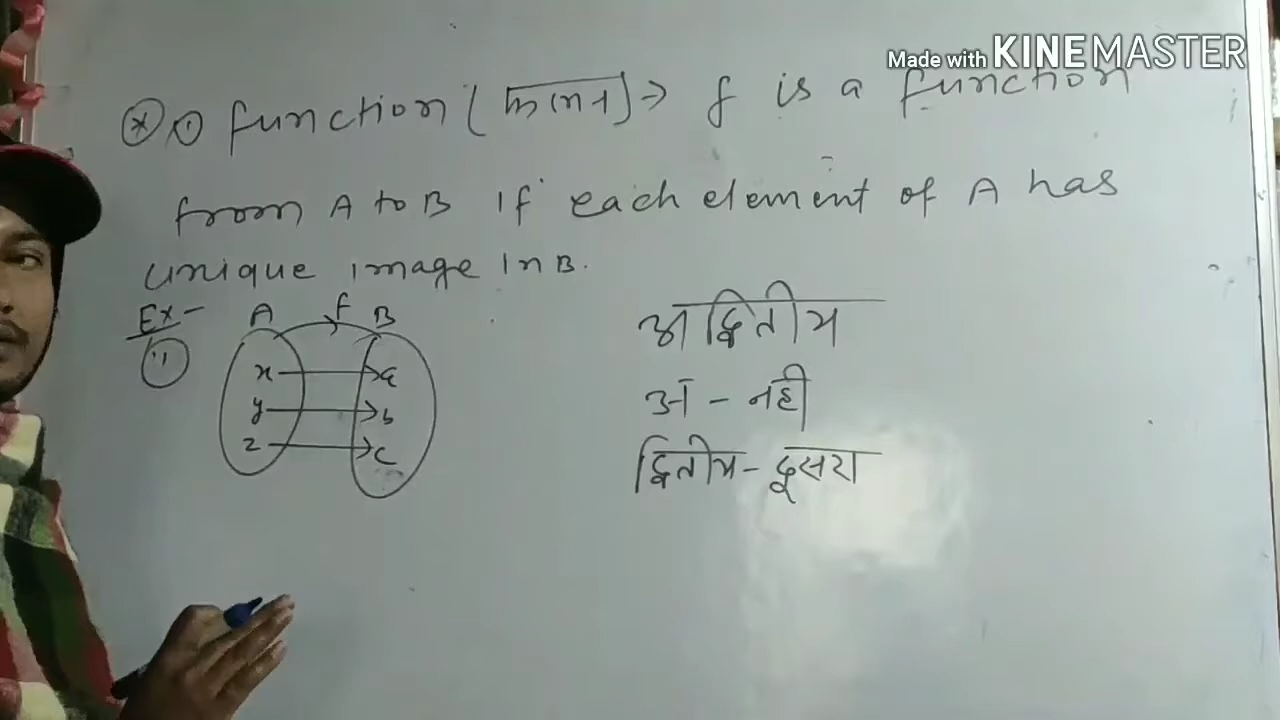 Made with KINEMASTER
* (1) function (फलन) → f is a function
from A to B if each element of A has
unique image in B.
Ex-
A f B
(1)
x a
y b
z c
अद्वितीय
अ - नही
द्वितीय - दूसरा